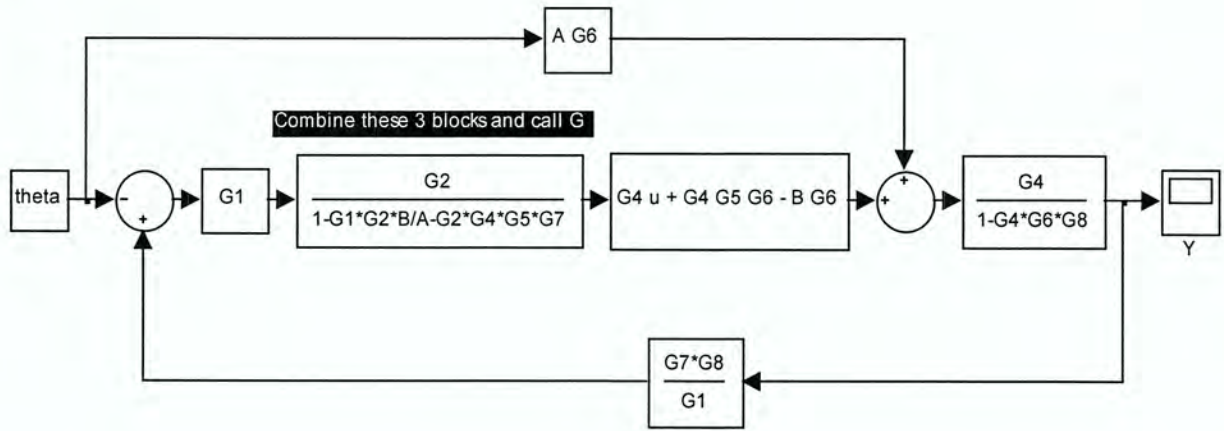 A G6
Combine these 3 blocks and call G
theta
-
+
G1
G2
1-G1*G2*B/A-G2*G4*G5*G7
G4 u + G4 G5 G6 - B G6
+
+
G4
1-G4*G6*G8
Y
G7*G8
G1